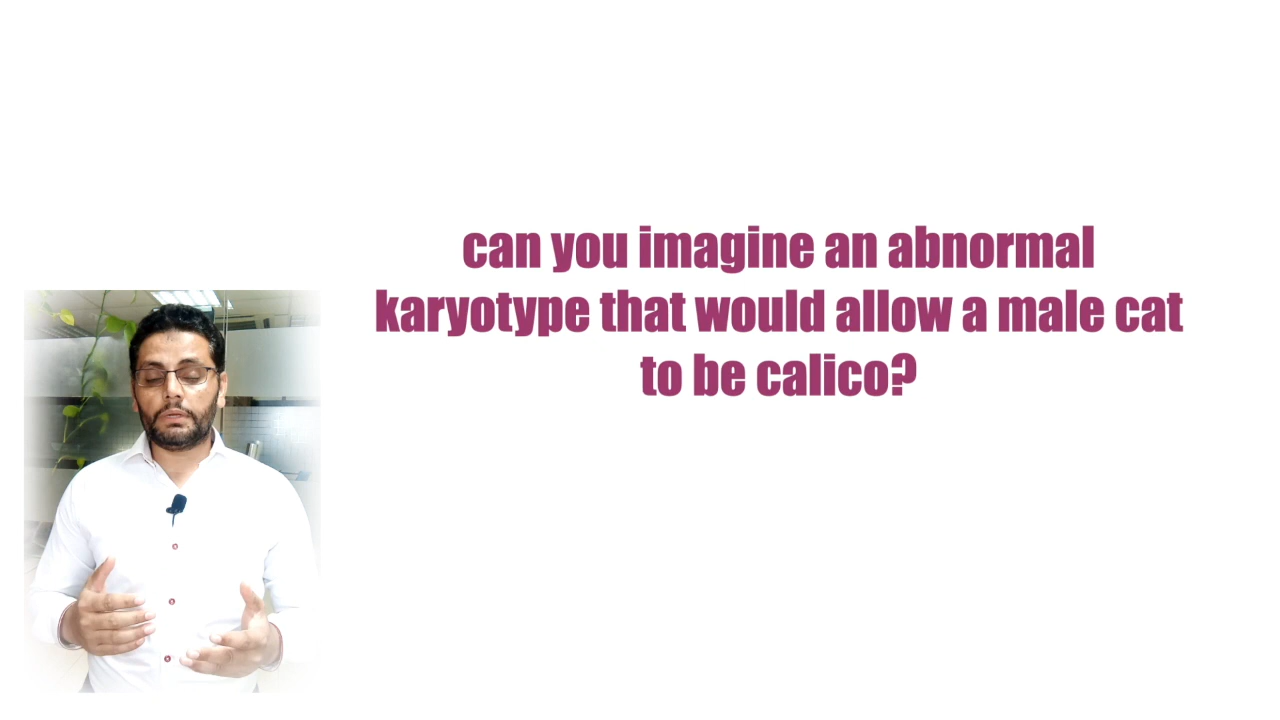 can you imagine an abnormal
karyotype that would allow a male cat
to be calico?